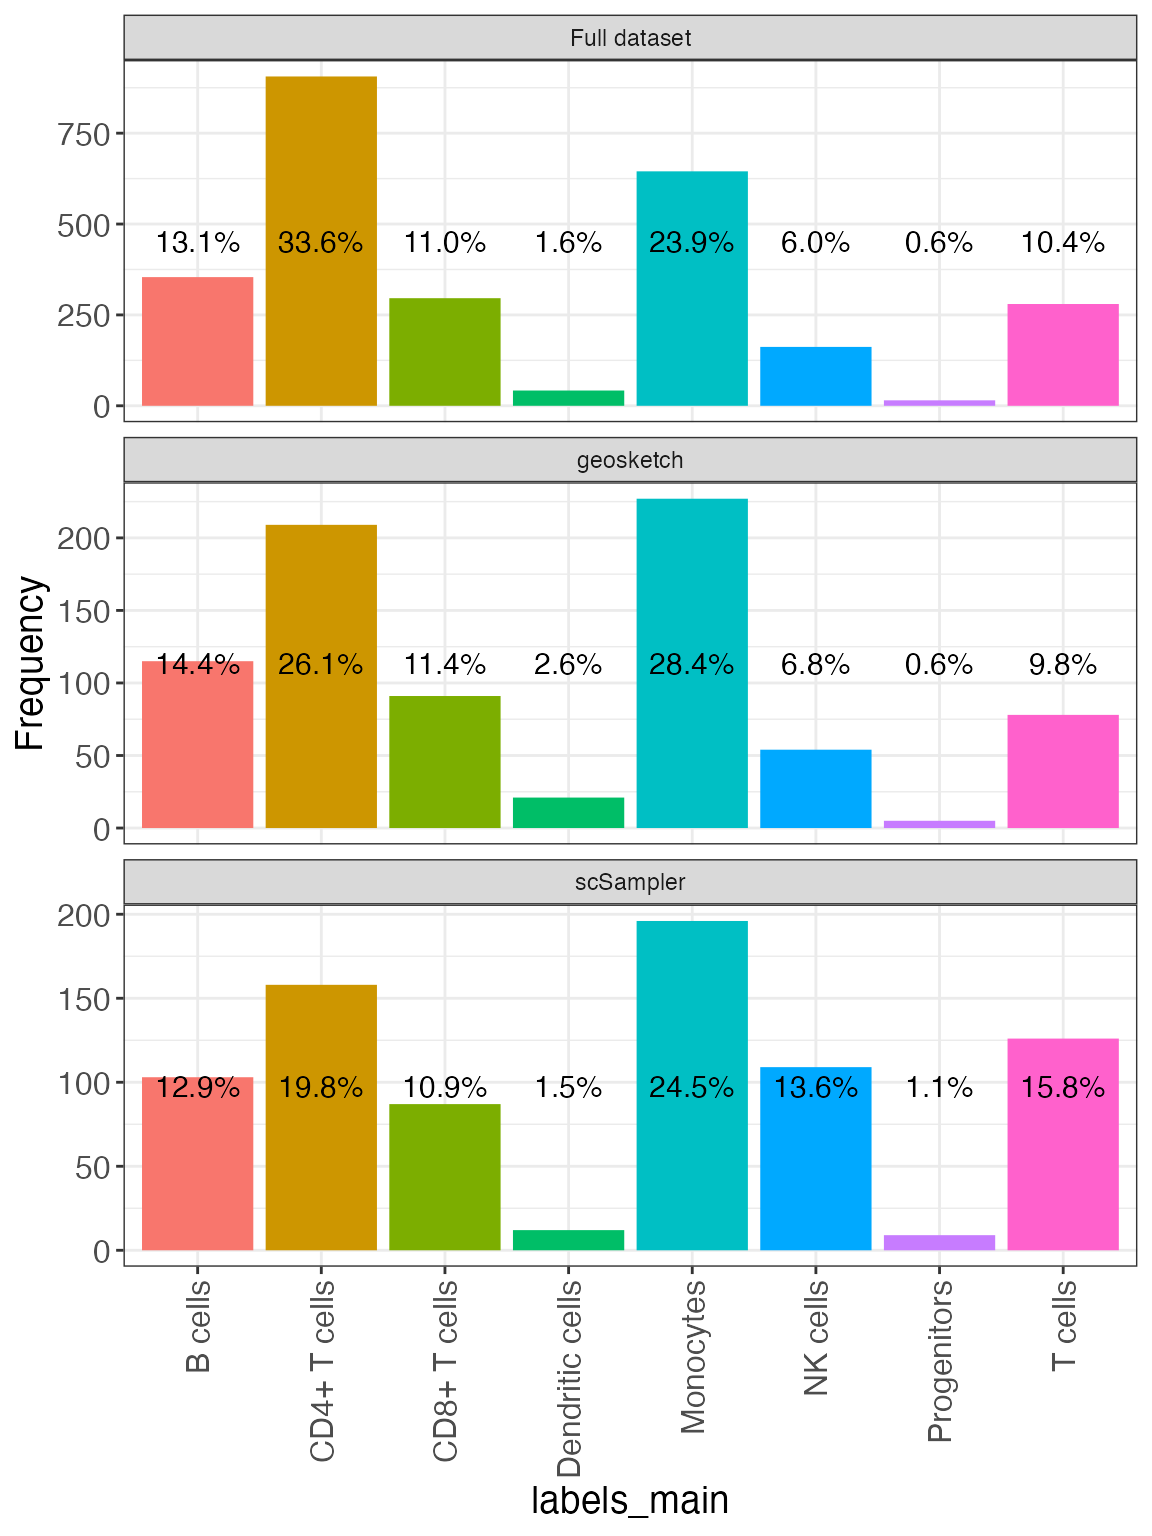 Full dataset
750
500
250
0
13.1% 33.6% 11.0% 1.6% 23.9% 6.0% 0.6% 10.4%
geosketch
200
150
100
50
0
14.4% 26.1% 11.4% 2.6% 28.4% 6.8% 0.6% 9.8%
Frequency
scSampler
200
150
100
50
0
12.9% 19.8% 10.9% 1.5% 24.5% 13.6% 1.1% 15.8%
B cells
CD4+ T cells
CD8+ T cells
Dendritic cells
Monocytes
NK cells
Progenitors
T cells
labels_main